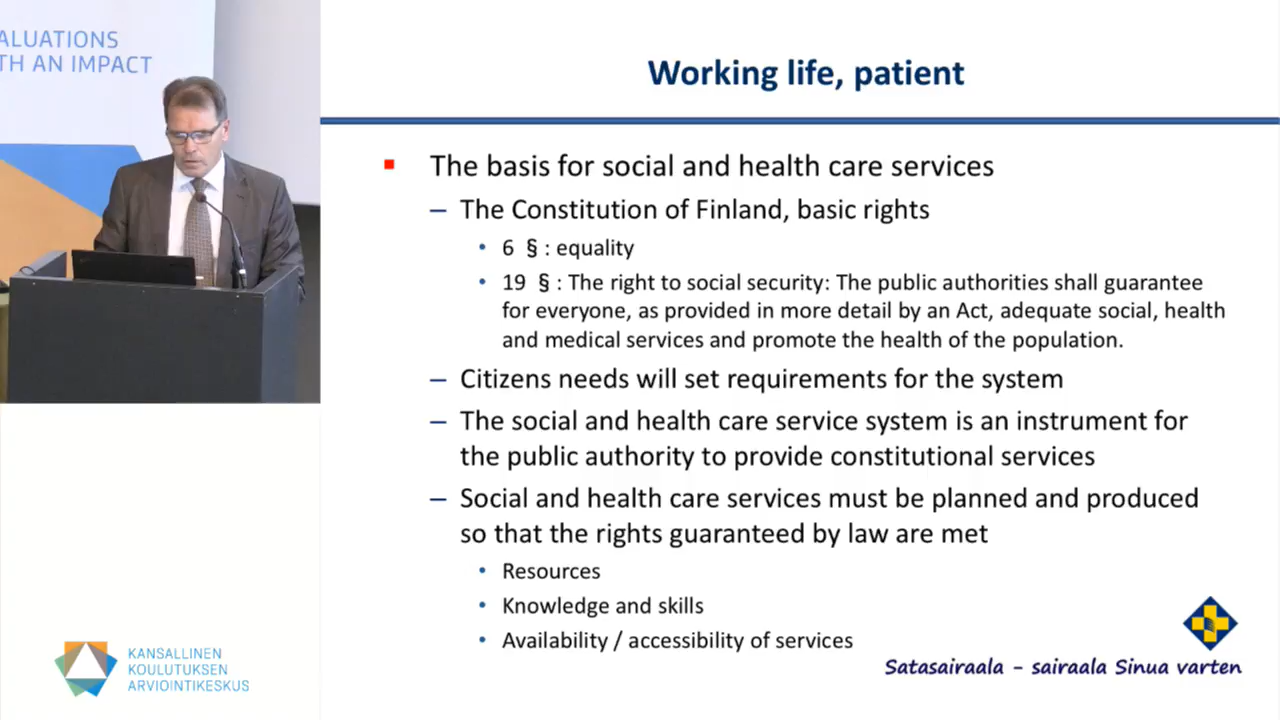 ALUATIONS
TH AN IMPACT
Working life, patient
The basis for social and health care services
– The Constitution of Finland, basic rights
• 6 § : equality
• 19 § : The right to social security: The public authorities shall guarantee
for everyone, as provided in more detail by an Act, adequate social, health
and medical services and promote the health of the population.
– Citizens needs will set requirements for the system
– The social and health care service system is an instrument for
the public authority to provide constitutional services
– Social and health care services must be planned and produced
so that the rights guaranteed by law are met
• Resources
• Knowledge and skills
• Availability / accessibility of services
Satasairaala – sairaala Sinua varten
KANSALLINEN
KOULUTUKSEN
ARVIOINTIKESKUS